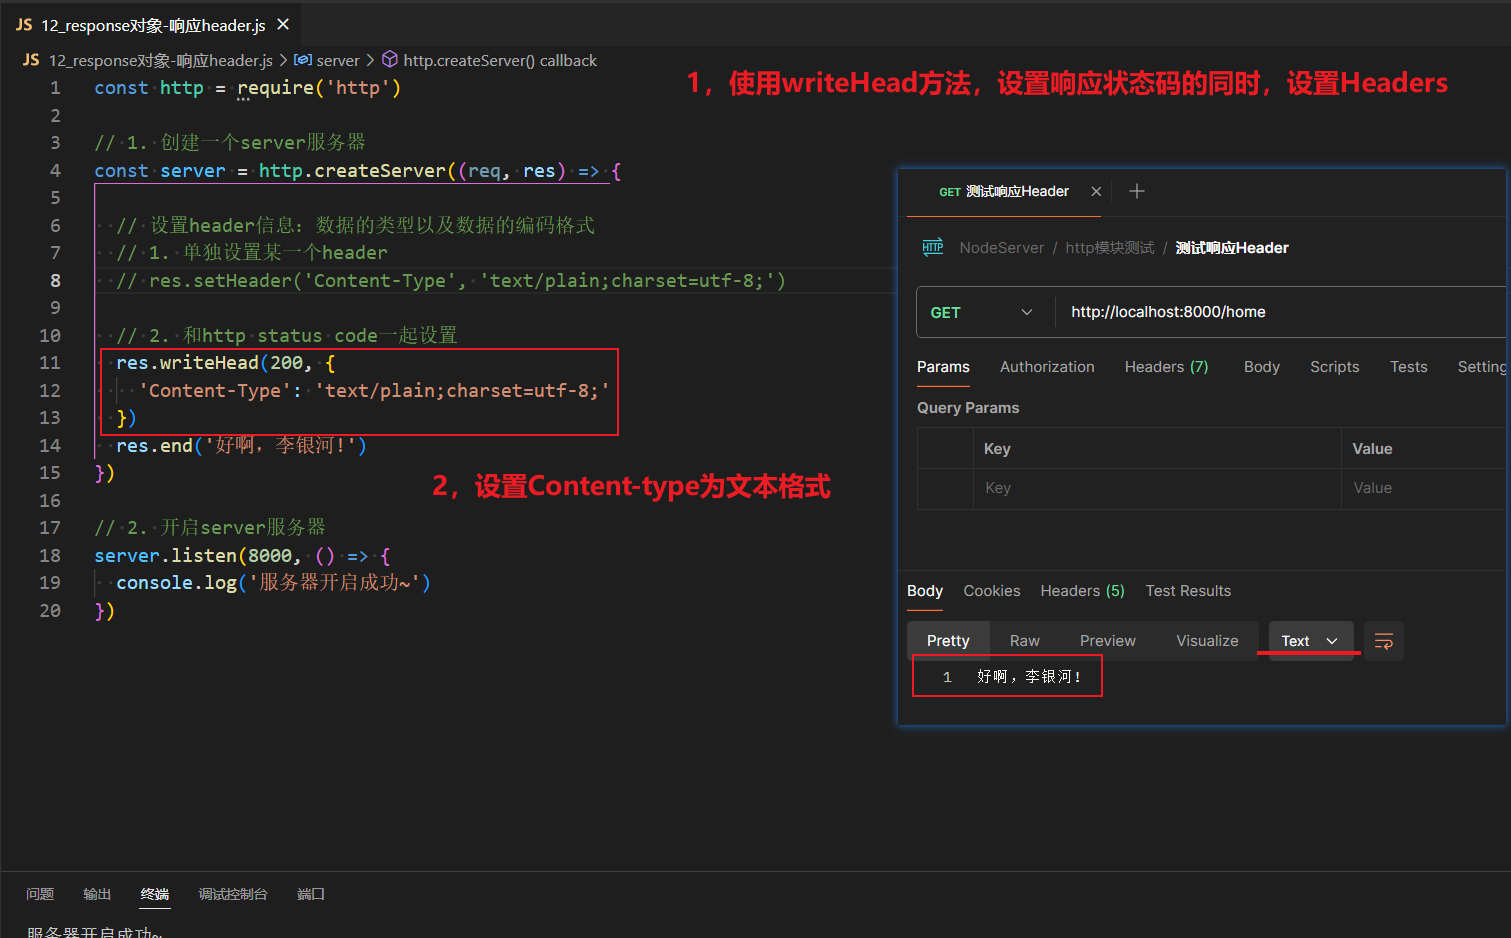 JS 12_response对象-响应header.js ×
JS 12_response对象-响应header.js > server > http.createServer() callback
1，使用writeHead方法，设置响应状态码的同时，设置Headers
1 const http = require('http')
2
3 // 1. 创建一个server服务器
4 const server = http.createServer((req, res) => {
5
6 // 设置header信息: 数据的类型以及数据的编码格式
7 // 1. 单独设置某一个header
8 // res.setHeader('Content-Type', 'text/plain;charset=utf-8;')
9
10 // 2. 和http status code一起设置
11 res.writeHead(200, {
12 'Content-Type': 'text/plain;charset=utf-8;'
13 })
14 res.end('好啊, 李银河!')
15 })
16
17 // 2. 开启server服务器
18 server.listen(8000, () => {
19 console.log('服务器开启成功~')
20 })
2，设置Content-type为文本格式
GET 测试响应Header × +
HTTP NodeServer / http模块测试 / 测试响应Header
GET http://localhost:8000/home
Params Authorization Headers (7) Body Scripts Tests Setting
Query Params
Key Value
Key Value
Body Cookies Headers (5) Test Results
Pretty Raw Preview Visualize Text
1 好啊，李银河!
问题 输出 终端 调试控制台 端口
服务器开启成功~